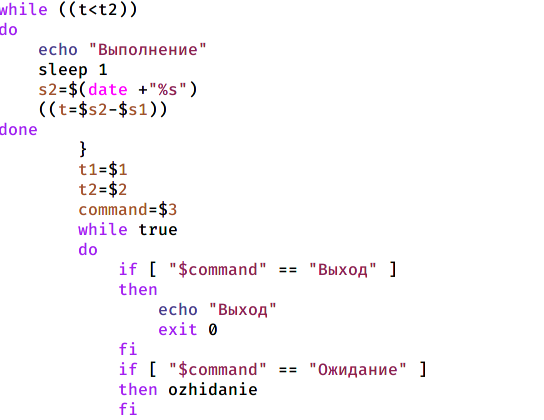 while ((t<t2))
do
    echo "Выполнение"
    sleep 1
    s2=$(date +"%s")
    ((t=$s2-$s1))
done
        }
        t1=$1
        t2=$2
        command=$3
        while true
        do
            if [ "$command" == "Выход" ]
            then
                echo "Выход"
                exit 0
            fi
            if [ "$command" == "Ожидание" ]
            then ozhidanie
            fi